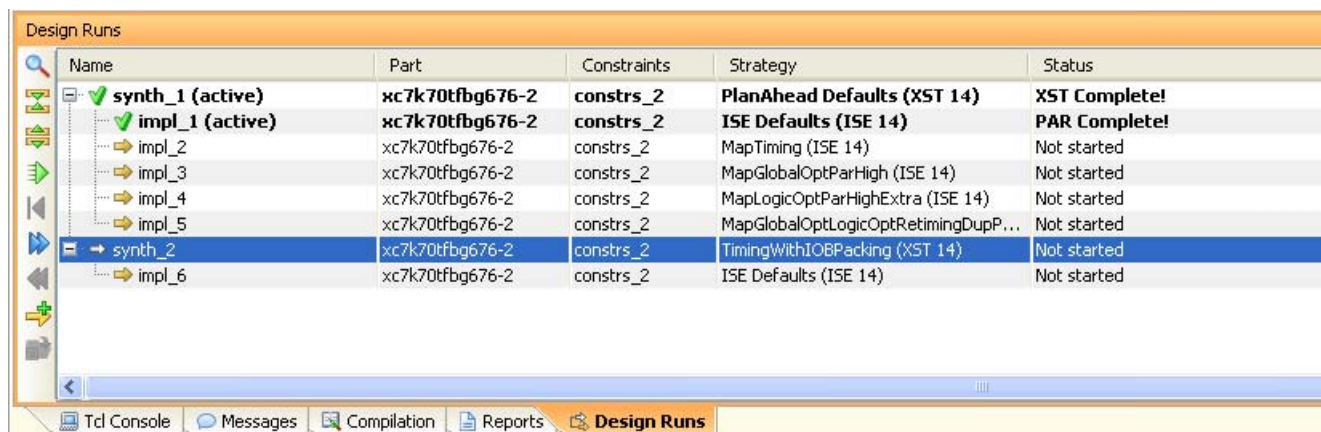 Design Runs
Name Part Constraints Strategy Status
synth_1 (active) xc7k70tfbg676-2 constrs_2 PlanAhead Defaults (XST 14) XST Complete!
impl_1 (active) xc7k70tfbg676-2 constrs_2 ISE Defaults (ISE 14) PAR Complete!
impl_2 xc7k70tfbg676-2 constrs_2 MapTiming (ISE 14) Not started
impl_3 xc7k70tfbg676-2 constrs_2 MapGlobalOptParHigh (ISE 14) Not started
impl_4 xc7k70tfbg676-2 constrs_2 MapLogicOptParHighExtra (ISE 14) Not started
impl_5 xc7k70tfbg676-2 constrs_2 MapGlobalOptLogicOptRetimingDupP... Not started
synth_2 xc7k70tfbg676-2 constrs_2 TimingWithIOBPacking (XST 14) Not started
impl_6 xc7k70tfbg676-2 constrs_2 ISE Defaults (ISE 14) Not started
Tcl Console Messages Compilation Reports Design Runs